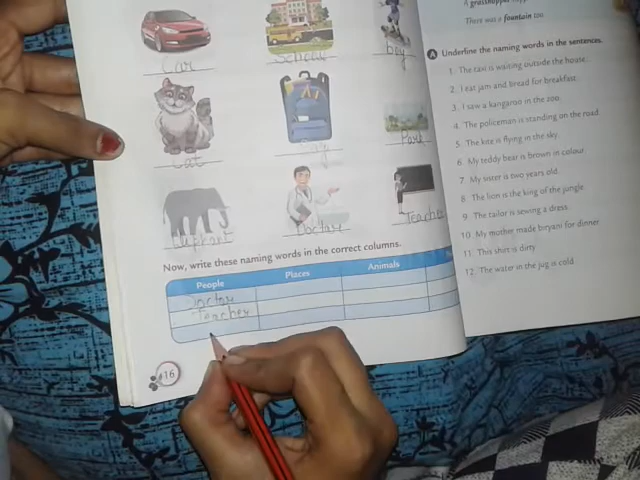 A grasshopper
There was a fountain too
Car
School
boy
Cat
Bag
Park
Elephant
Doctor
Teacher
Now, write these naming words in the correct columns.
People Places Animals
Doctor
Teacher
16
A Underline the naming words in the sentences.
1. The taxi is waiting outside the house.
2. I eat jam and bread for breakfast.
3. I saw a kangaroo in the zoo.
4. The policeman is standing on the road
5. The kite is flying in the sky.
6. My teddy bear is brown in colour.
7. My sister is two years old.
8. The lion is the king of the jungle.
9. The tailor is sewing a dress.
10. My mother made biryani for dinner
11. This shirt is dirty
12. The water in the jug is cold